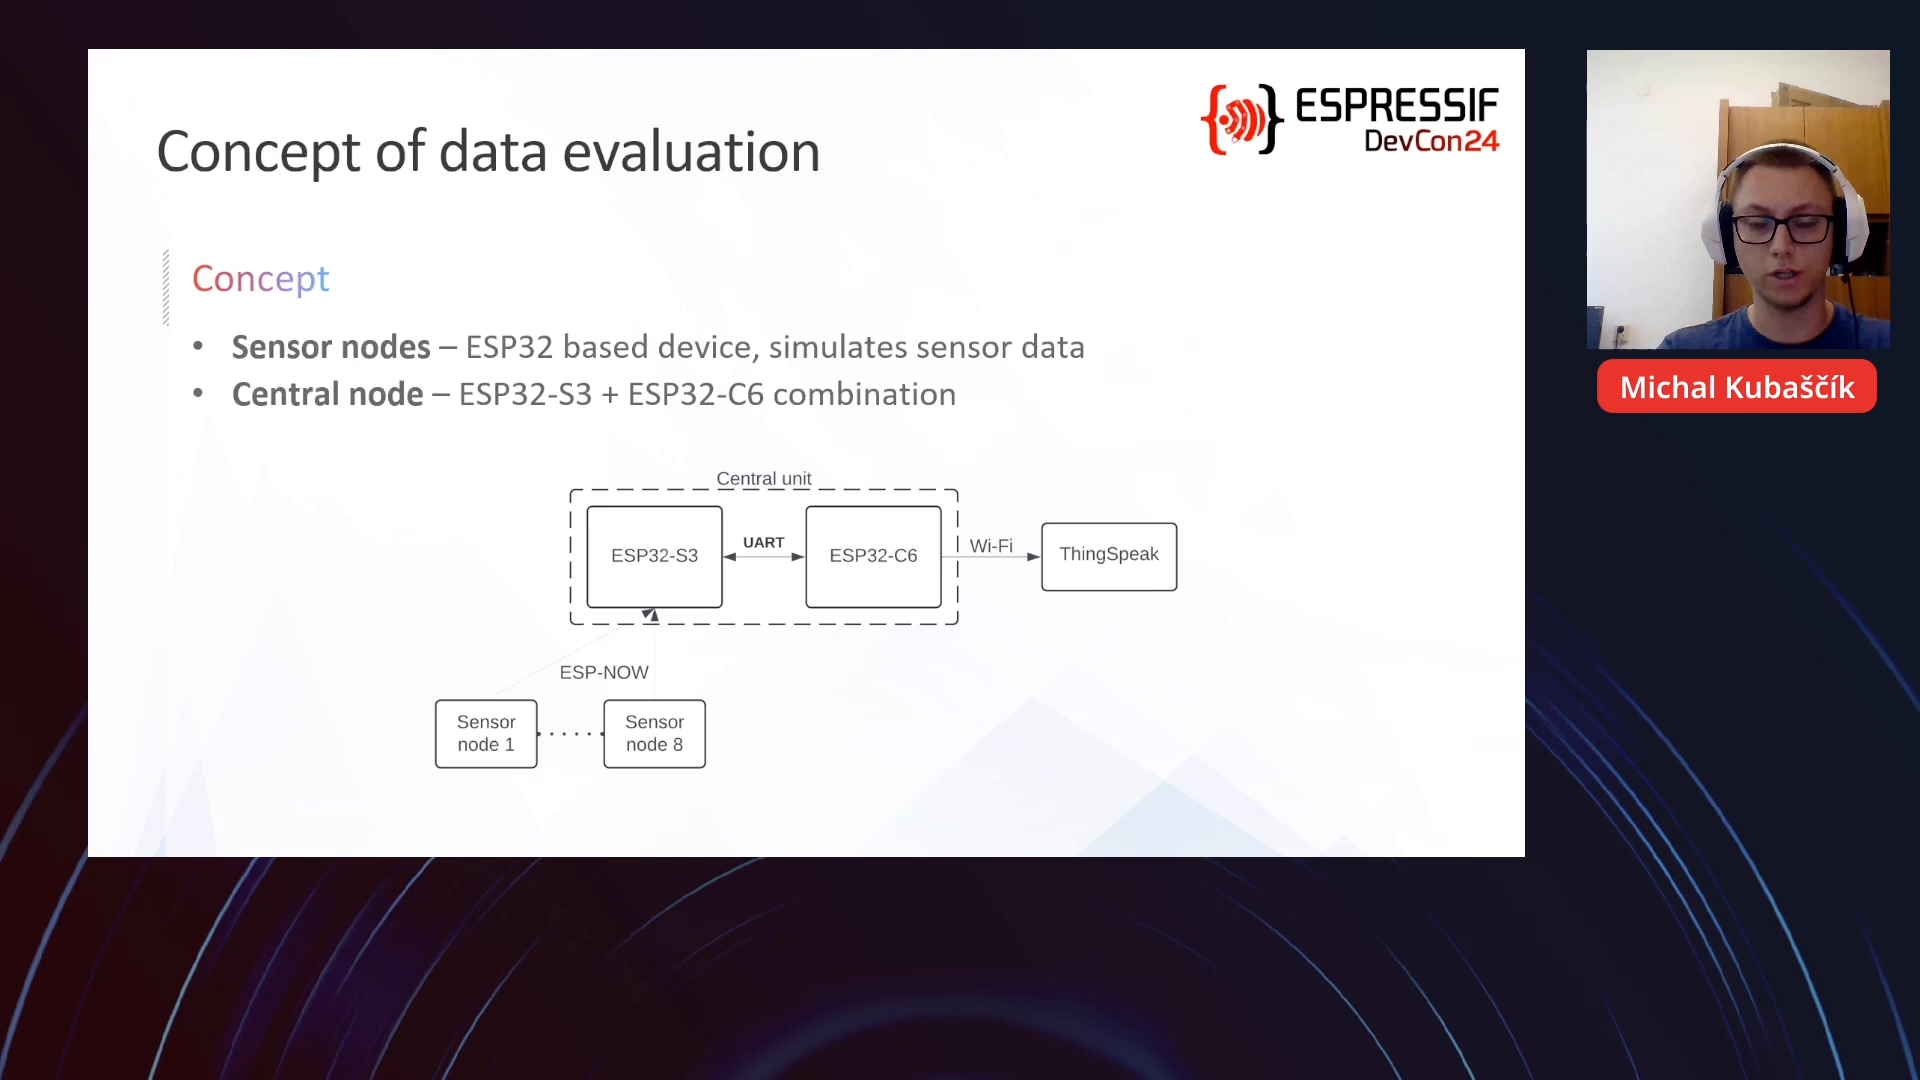 ESPRESSIF
DevCon24
Concept of data evaluation
Concept
• Sensor nodes – ESP32 based device, simulates sensor data
• Central node – ESP32-S3 + ESP32-C6 combination
Michal Kubaščík
Central unit
ESP32-S3
UART
ESP32-C6
Wi-Fi
ThingSpeak
ESP-NOW
Sensor
node 1
Sensor
node 8